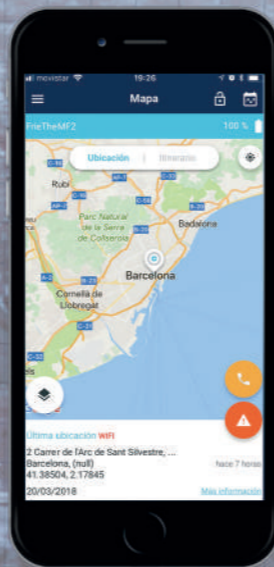 movistar 19:26
Mapa
FrieTheMF2 100 %
Ubicación | Itinerario
Rubí
Parc Natural
de la Serra
de Collserola
Badalona
Barcelona
Cornellà de
Llobregat
Última ubicación WIFI
2 Carrer de l'Arc de Sant Silvestre, ...
Barcelona, (null)
hace 7 horas
41.38504, 2.17845
20/03/2018 Más información